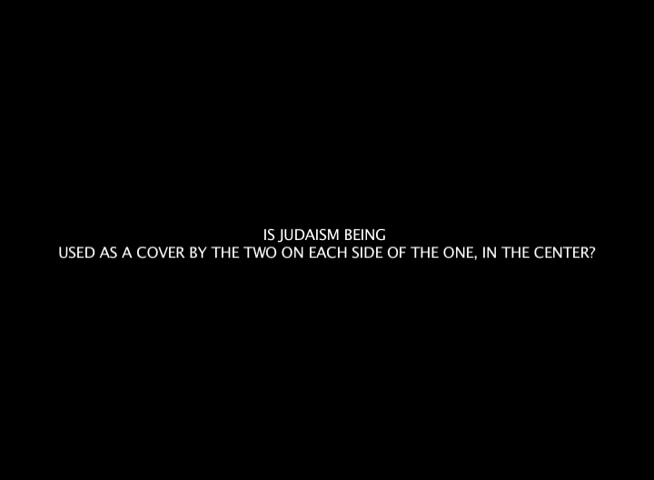 IS JUDAISM BEING
USED AS A COVER BY THE TWO ON EACH SIDE OF THE ONE, IN THE CENTER?